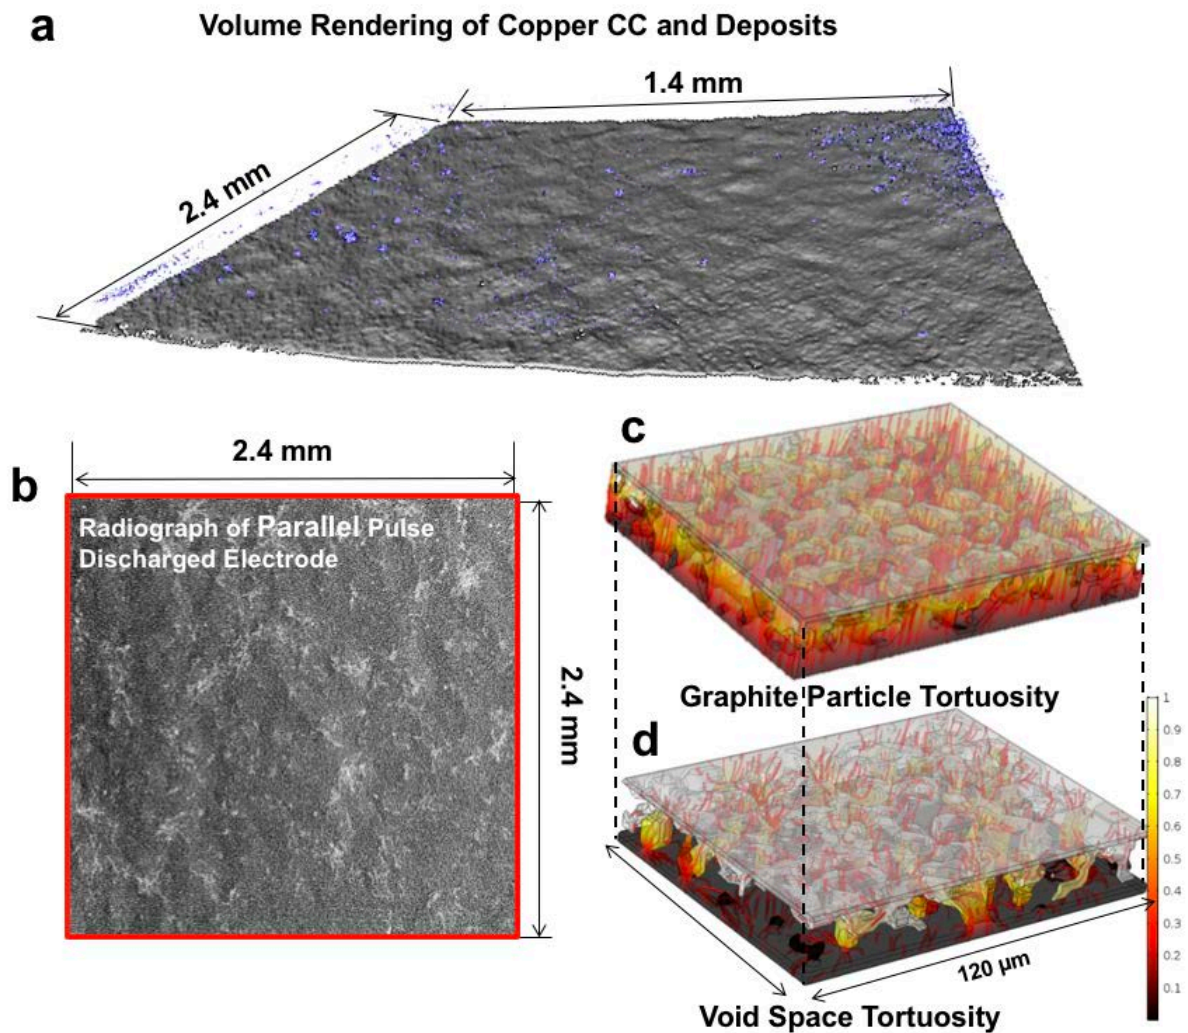 a
Volume Rendering of Copper CC and Deposits
1.4 mm
2.4 mm
b
2.4 mm
Radiograph of Parallel Pulse
Discharged Electrode
2.4 mm
c
Graphite Particle Tortuosity
d
120 µm
Void Space Tortuosity
1
0.9
0.8
0.7
0.6
0.5
0.4
0.3
0.2
0.1